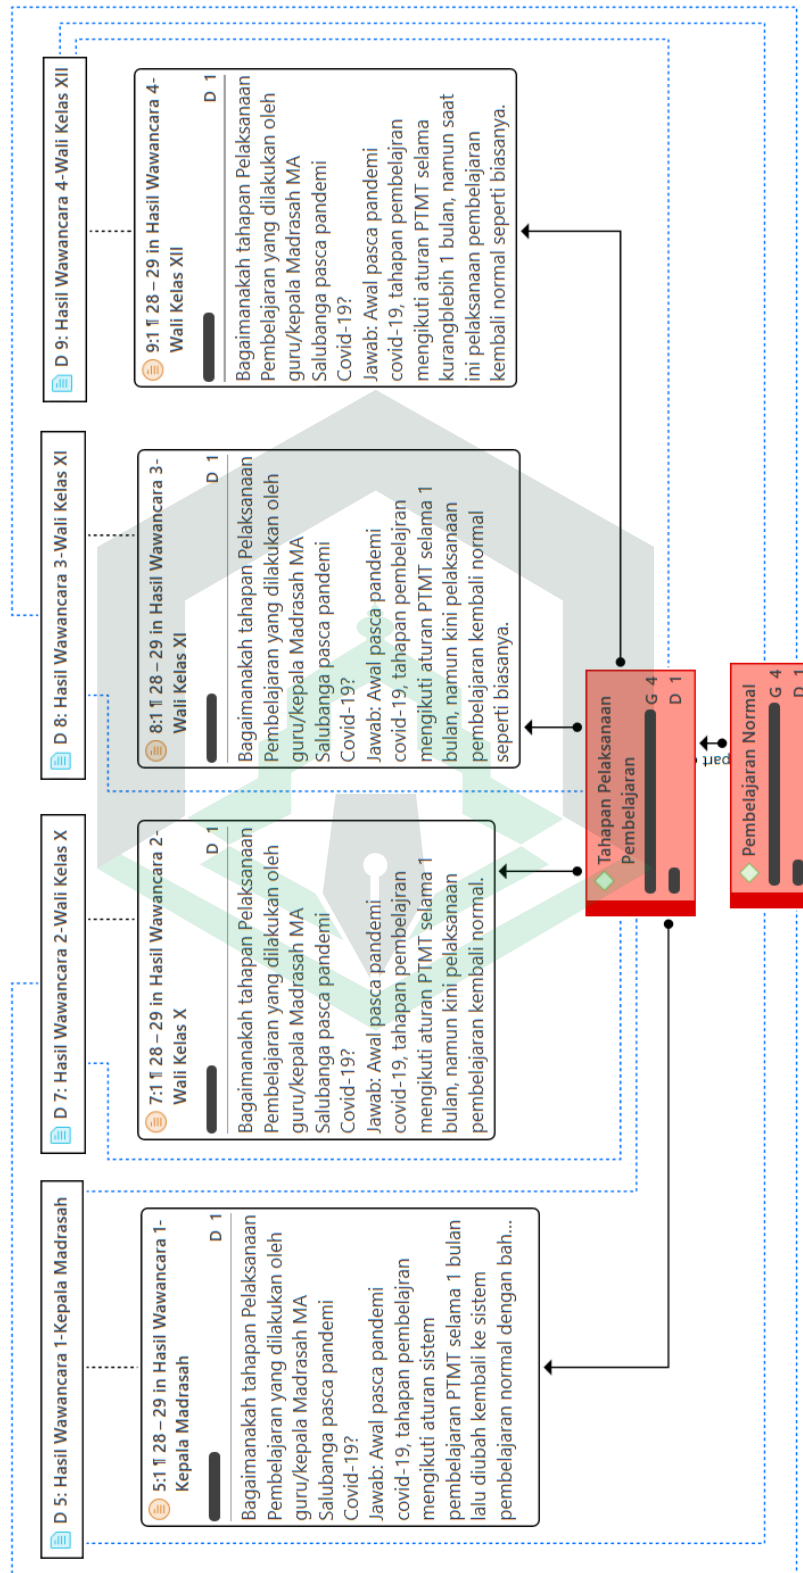 D 5: Hasil Wawancara 1-Kepala Madrasah
D 7: Hasil Wawancara 2-Wali Kelas X
D 8: Hasil Wawancara 3-Wali Kelas XI
D 9: Hasil Wawancara 4-Wali Kelas XII
5:1 ¶ 28 – 29 in Hasil Wawancara 1-
Kepala Madrasah
D 1
Bagaimanakah tahapan Pelaksanaan
Pembelajaran yang dilakukan oleh
guru/kepala Madrasah MA
Salubanga pasca pandemi
Covid-19?
Jawab: Awal pasca pandemi
covid-19, tahapan pembelajran
mengikuti aturan sistem
pembelajaran PTMT selama 1 bulan
lalu diubah kembali ke sistem
pembelajaran normal dengan bah...
7:1 ¶ 28 – 29 in Hasil Wawancara 2-
Wali Kelas X
D 1
Bagaimanakah tahapan Pelaksanaan
Pembelajaran yang dilakukan oleh
guru/kepala Madrasah MA
Salubanga pasca pandemi
Covid-19?
Jawab: Awal pasca pandemi
covid-19, tahapan pembelajran
mengikuti aturan PTMT selama 1
bulan, namun kini pelaksanaan
pembelajaran kembali normal.
8:1 ¶ 28 – 29 in Hasil Wawancara 3-
Wali Kelas XI
D 1
Bagaimanakah tahapan Pelaksanaan
Pembelajaran yang dilakukan oleh
guru/kepala Madrasah MA
Salubanga pasca pandemi
Covid-19?
Jawab: Awal pasca pandemi
covid-19, tahapan pembelajran
mengikuti aturan PTMT selama 1
bulan, namun kini pelaksanaan
pembelajaran kembali normal
seperti biasanya.
9:1 ¶ 28 – 29 in Hasil Wawancara 4-
Wali Kelas XII
D 1
Bagaimanakah tahapan Pelaksanaan
Pembelajaran yang dilakukan oleh
guru/kepala Madrasah MA
Salubanga pasca pandemi
Covid-19?
Jawab: Awal pasca pandemi
covid-19, tahapan pembelajran
mengikuti aturan PTMT selama
kurangblebih 1 bulan, namun saat
ini pelaksanaan pembelajaran
kembali normal seperti biasanya.
Tahapan Pelaksanaan
Pembelajaran
G 4
D 1
part
Pembelajaran Normal
G 4
D 1